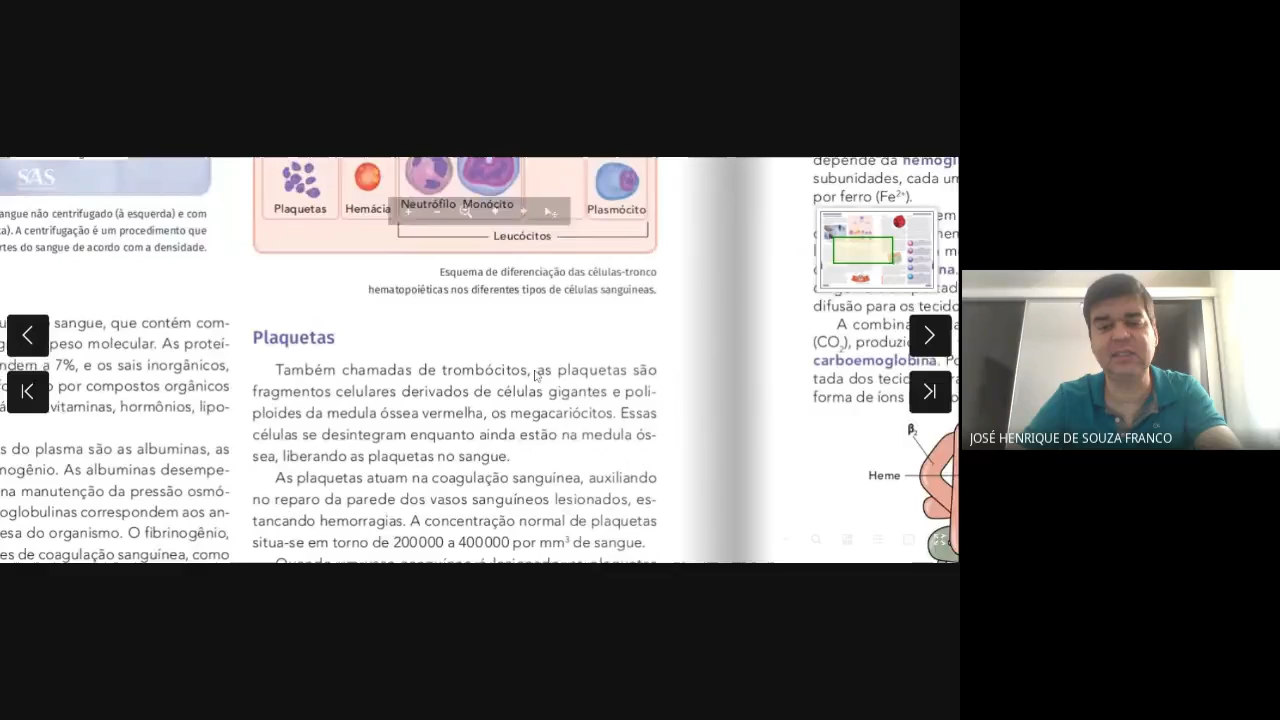 SAS
angue não centrifugado (à esquerda) e com
ta). A centrifugação é um procedimento que
rtes do sangue de acordo com a densidade.
sangue, que contém com-
peso molecular. As proteí-
ndem a 7%, e os sais inorgânicos,
por compostos orgânicos
vitaminas, hormônios, lipo-
s do plasma são as albuminas, as
nogênio. As albuminas desempe-
na manutenção da pressão osmó-
oglobulinas correspondem aos an-
esa do organismo. O fibrinogênio,
es de coagulação sanguínea, como
Plaquetas
Hemácia
Neutrófilo
Monócito
Plasmócito
Leucócitos
Esquema de diferenciação das células-tronco
hematopoiéticas nos diferentes tipos de células sanguíneas.
Plaquetas
Também chamadas de trombócitos, as plaquetas são
fragmentos celulares derivados de células gigantes e poli-
ploides da medula óssea vermelha, os megacariócitos. Essas
células se desintegram enquanto ainda estão na medula ós-
sea, liberando as plaquetas no sangue.
As plaquetas atuam na coagulação sanguínea, auxiliando
no reparo da parede dos vasos sanguíneos lesionados, es-
tancando hemorragias. A concentração normal de plaquetas
situa-se em torno de 200 000 a 400 000 por mm³ de sangue.
depende da hemogl
subunidades, cada um
por ferro (Fe²⁺).
difusão para os tecido
A combina
(CO₂), produzi
carboemoglobina. Po
tada dos tecid
forma de íons
β₂
Heme
JOSÉ HENRIQUE DE SOUZA FRANCO